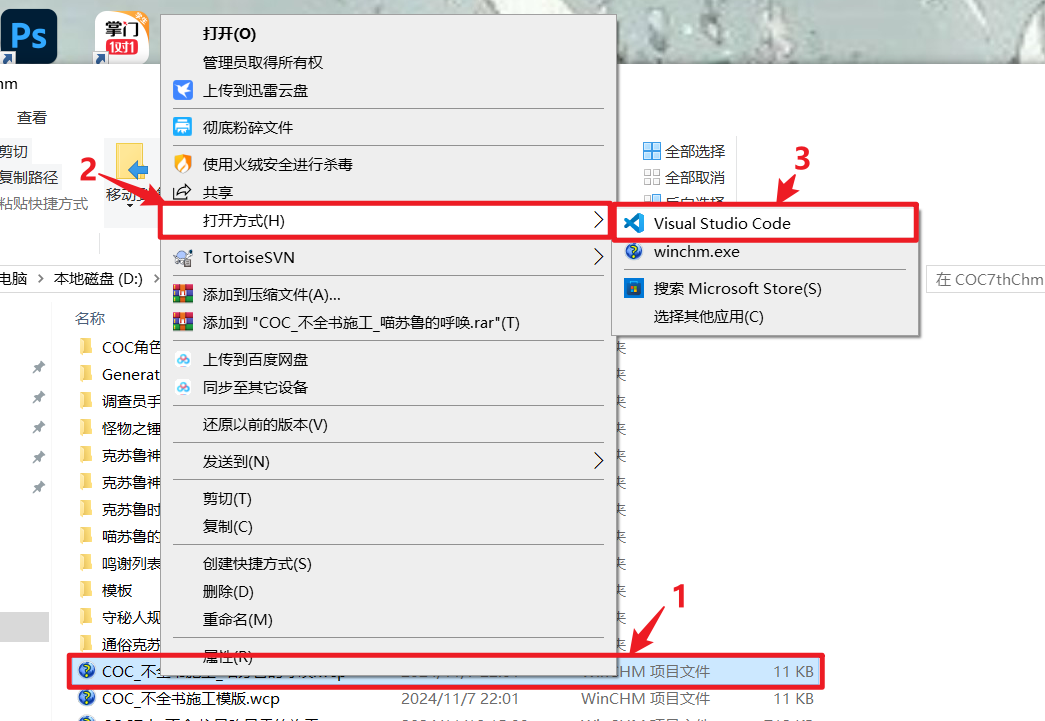 Ps
掌门
1对1
hm
查看
剪切
复制路径
粘贴快捷方式
移动到
全部选择
全部取消
反向选择
电脑 > 本地磁盘 (D:) >
在 COC7thChm
名称
COC角色
Generat
调查员手
怪物之锤
克苏鲁神
克苏鲁神
克苏鲁时
喵苏鲁的
鸣谢列表
模板
守秘人规
通俗克苏
打开(O)
管理员取得所有权
上传到迅雷云盘
彻底粉碎文件
使用火绒安全进行杀毒
共享
2
打开方式(H)
TortoiseSVN
添加到压缩文件(A)...
添加到 "COC_不全书施工_喵苏鲁的呼唤.rar"(T)
上传到百度网盘
同步至其它设备
还原以前的版本(V)
发送到(N)
剪切(T)
复制(C)
创建快捷方式(S)
删除(D)
重命名(M)
属性(R)
3
Visual Studio Code
winchm.exe
搜索 Microsoft Store(S)
选择其他应用(C)
1
COC_不全书施工_喵苏鲁的呼唤.wcp WinCHM 项目文件 11 KB
COC_不全书施工模版.wcp 2024/11/7 22:01 WinCHM 项目文件 11 KB